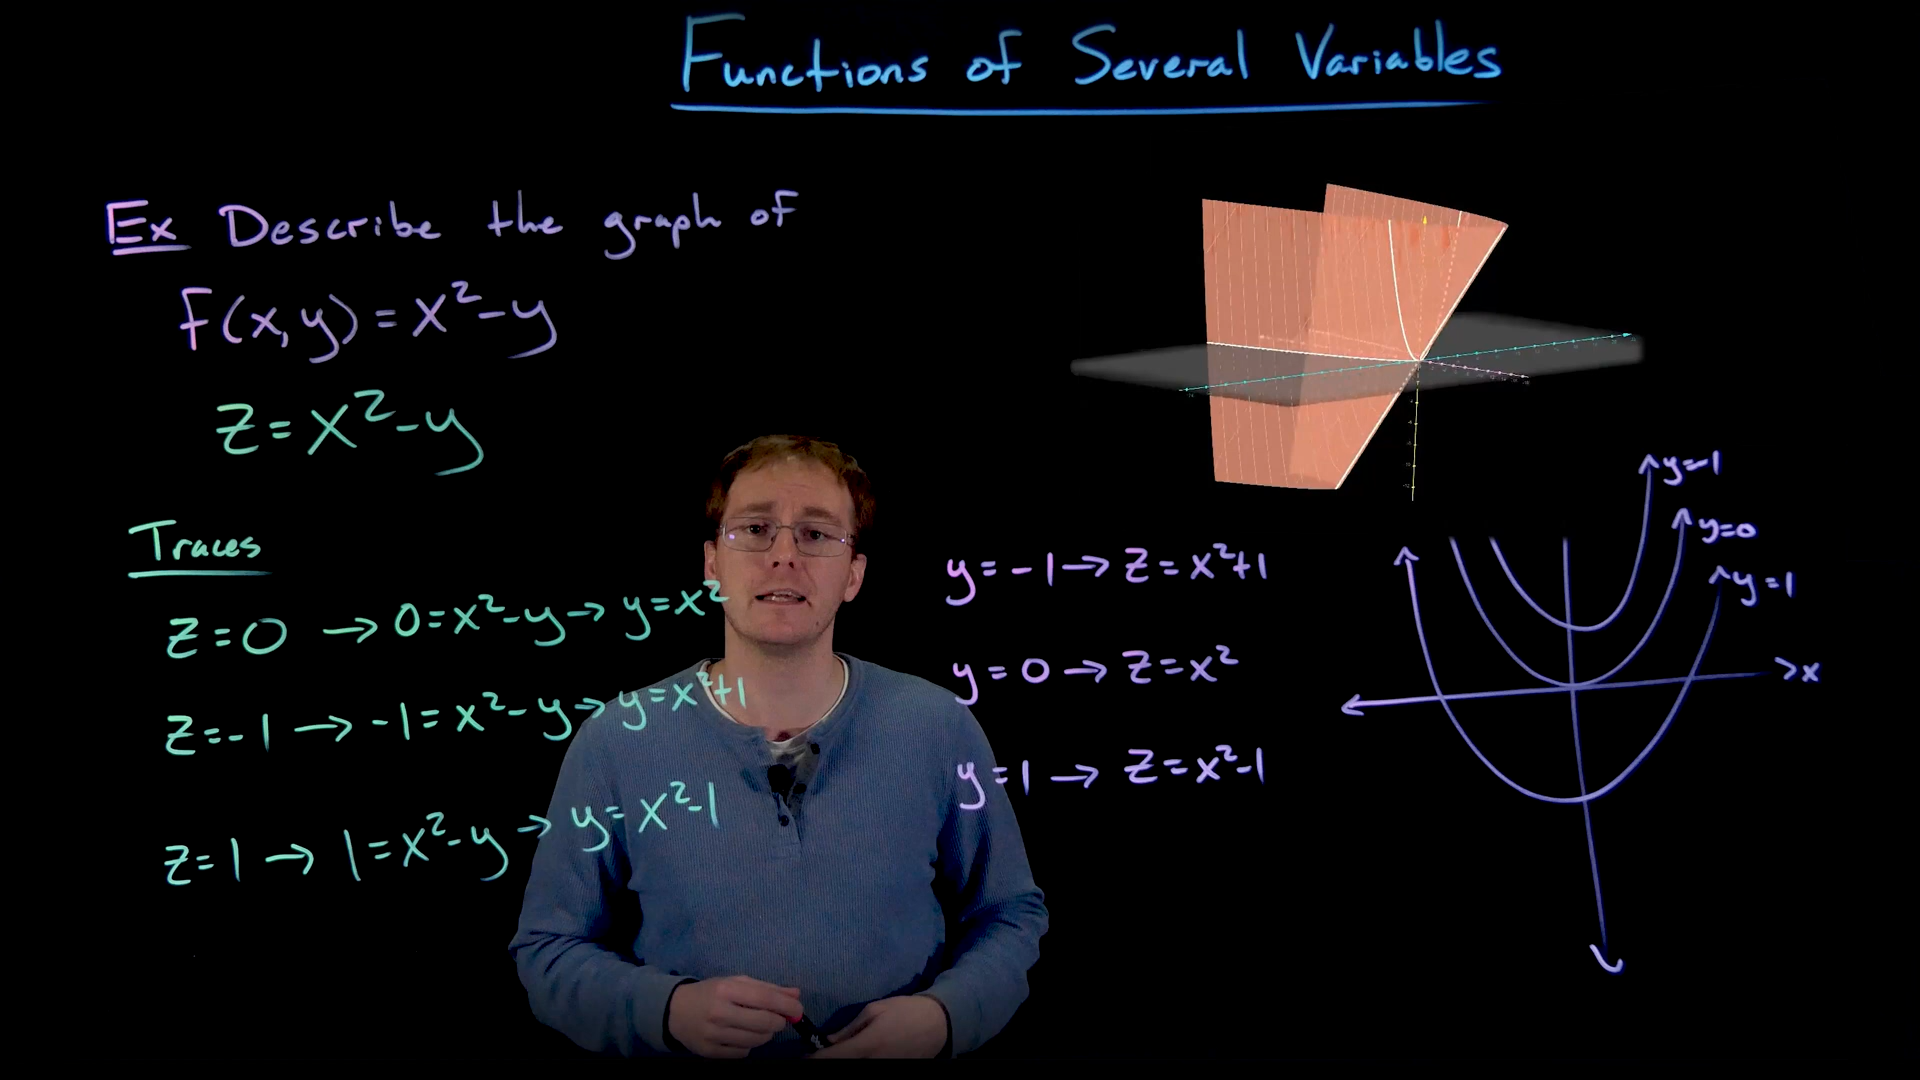 Functions of Several Variables
Ex Describe the graph of
f(x,y)=x²-y
z=x²-y
Traces
z=0 → 0=x²-y → y=x²
z=-1 → -1=x²-y → y=x²+1
z=1 → 1=x²-y → y=x²-1
y=-1 → z=x²+1
y=0 → z=x²
y=1 → z=x²-1
y=-1
y=0
y=1
x